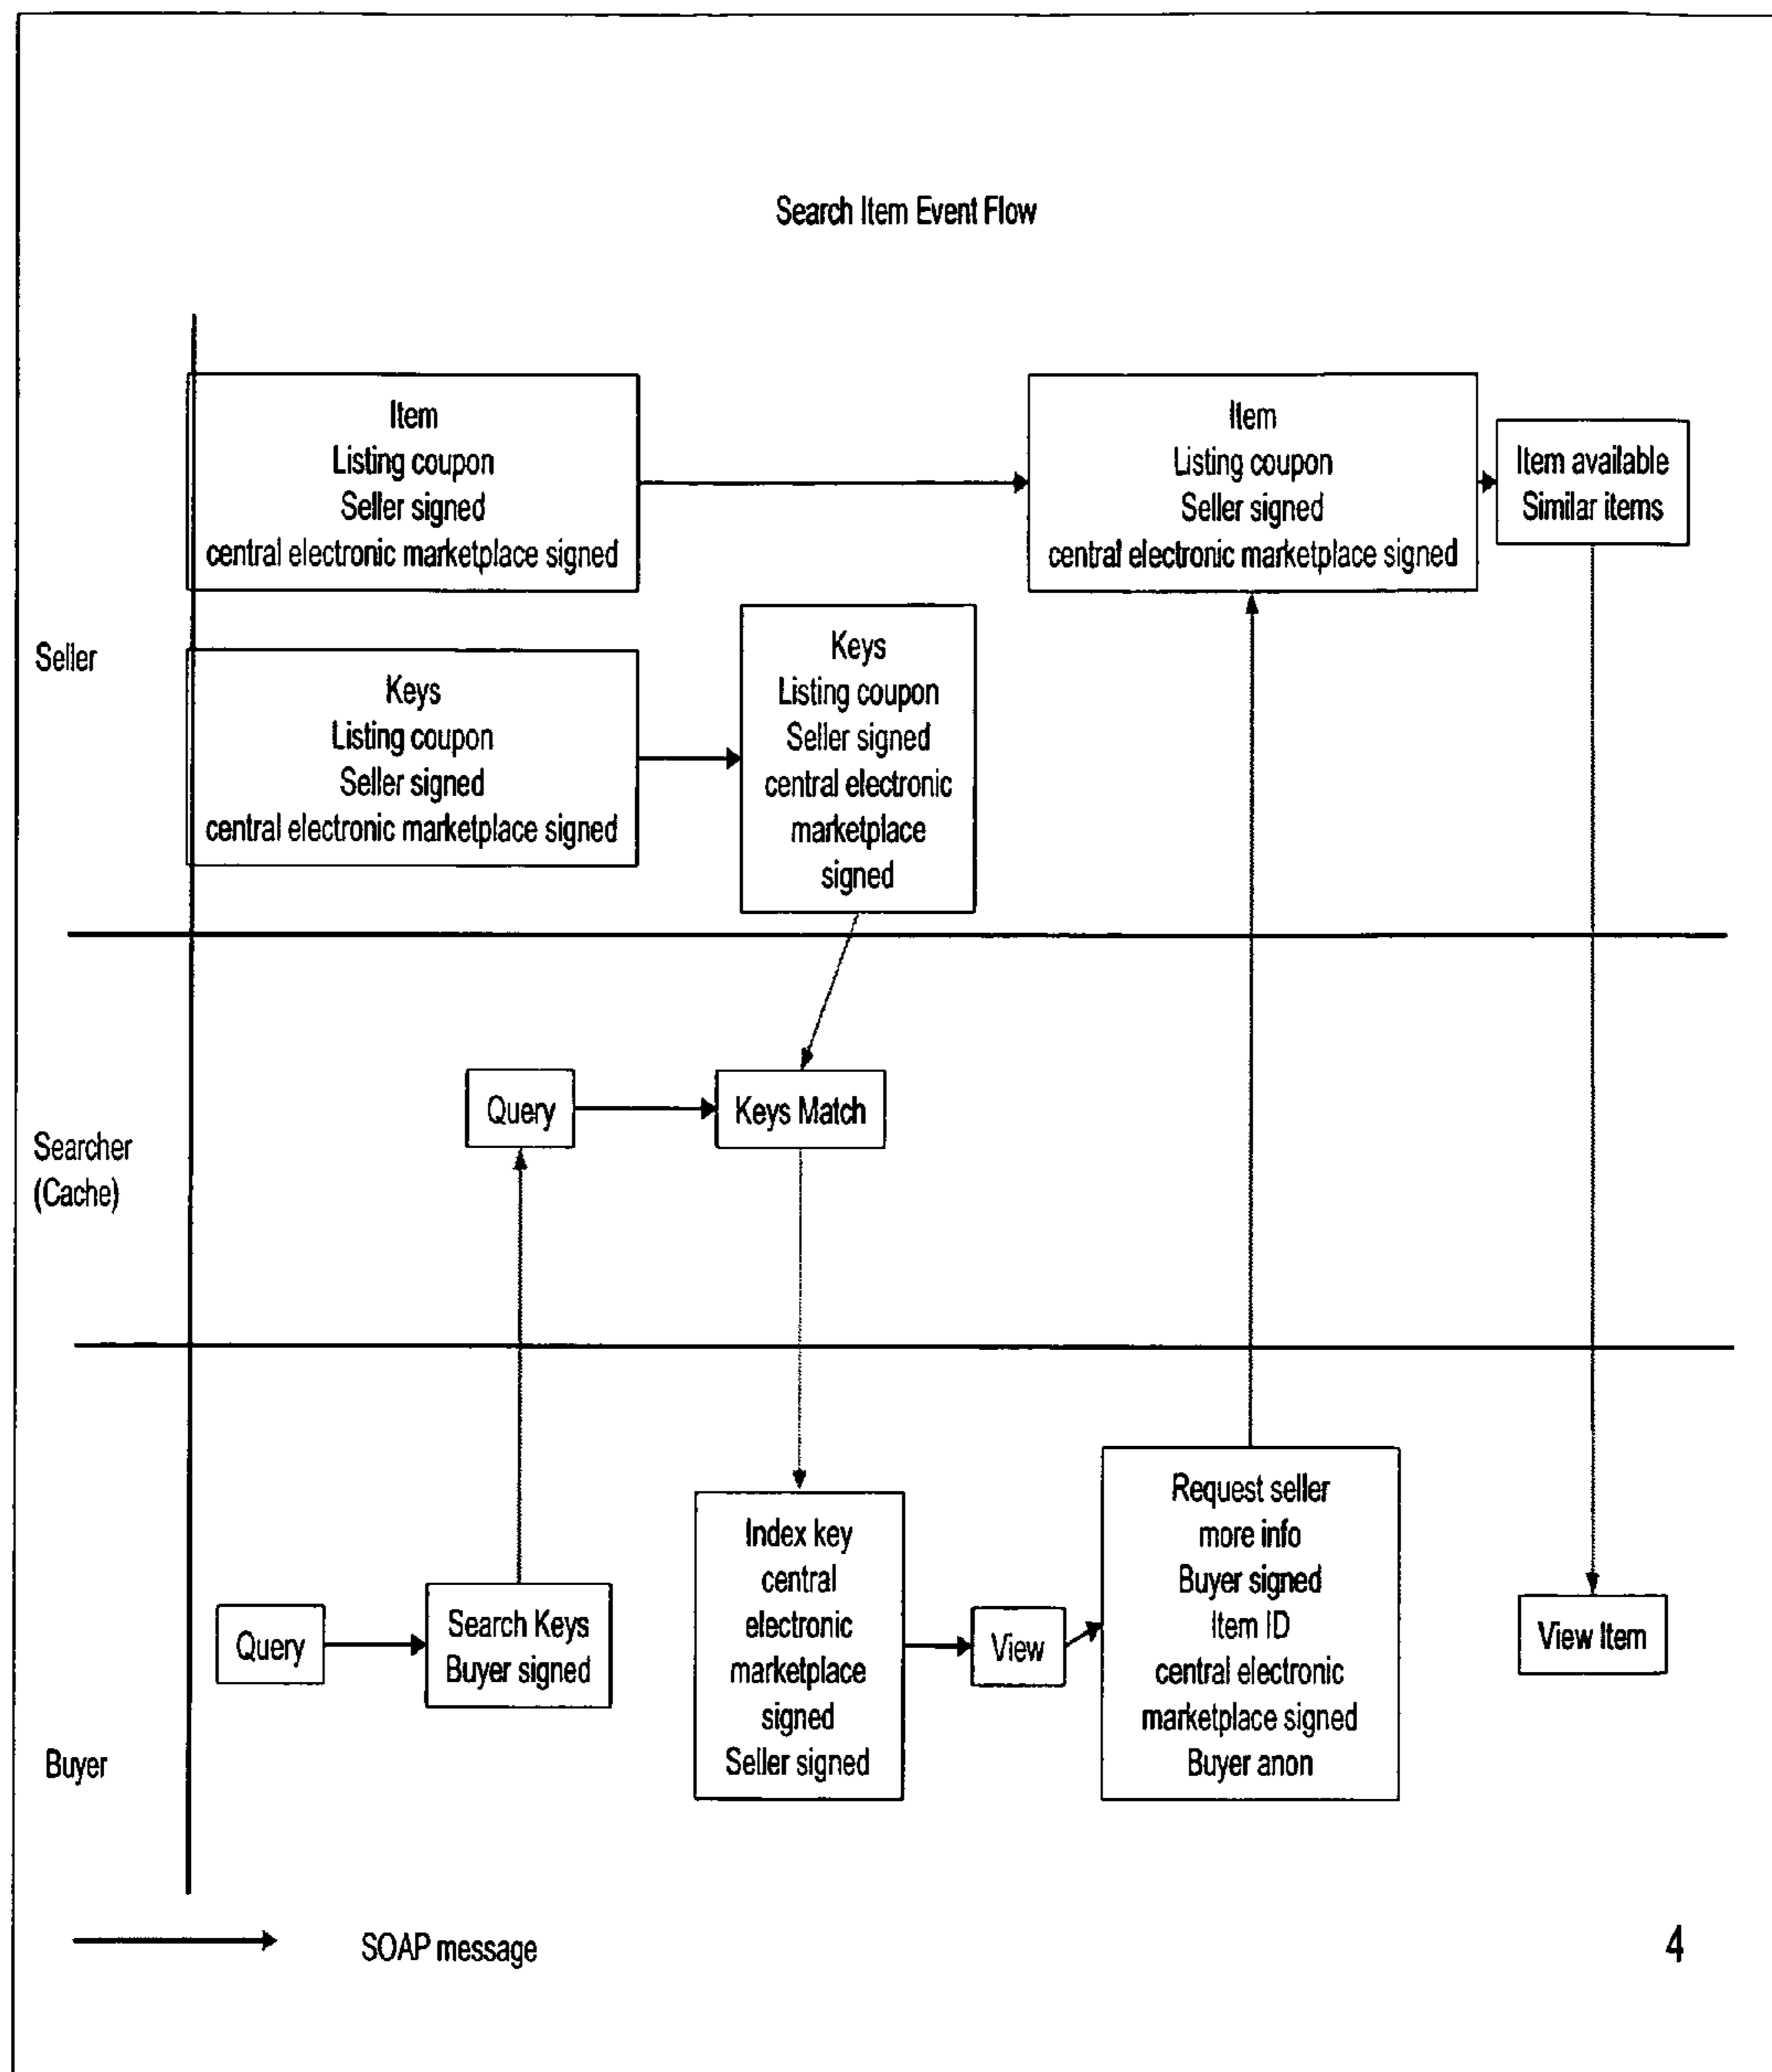 Search Item Event Flow
Item
Listing coupon
Seller signed
central electronic marketplace signed
Item
Listing coupon
Seller signed
central electronic marketplace signed
Item available
Similar items
Seller
Keys
Listing coupon
Seller signed
central electronic marketplace signed
Keys
Listing coupon
Seller signed
central electronic
marketplace
signed
Searcher
(Cache)
Query
Keys Match
Buyer
Query
Search Keys
Buyer signed
Index key
central
electronic
marketplace
signed
Seller signed
View
Request seller
more info
Buyer signed
Item ID
central electronic
marketplace signed
Buyer anon
View Item
SOAP message
4